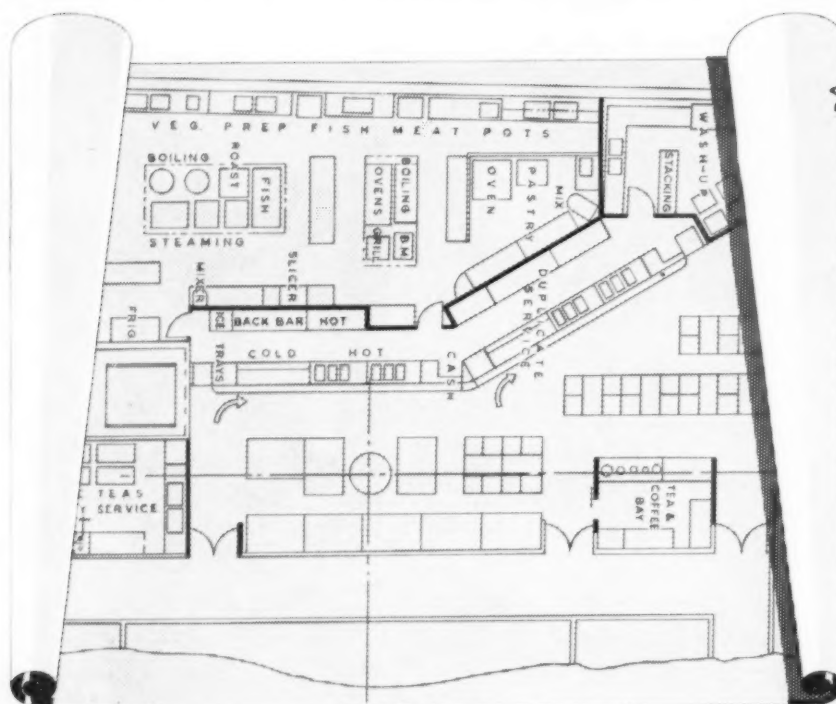 VEG. PREP FISH MEAT POTS
WASH-UP
STACKING
BOILING
ROAST
FISH
STEAMING
BOILING
OVENS
GRILL
B.M
OVEN
PASTRY
MIX
MIXER
SLICER
FRIG
ICE
BACK BAR
HOT
DUPLICATE
SERVICE
TRAYS
COLD
HOT
CASH
TEAS
SERVICE
TEA &
COFFEE
BAY